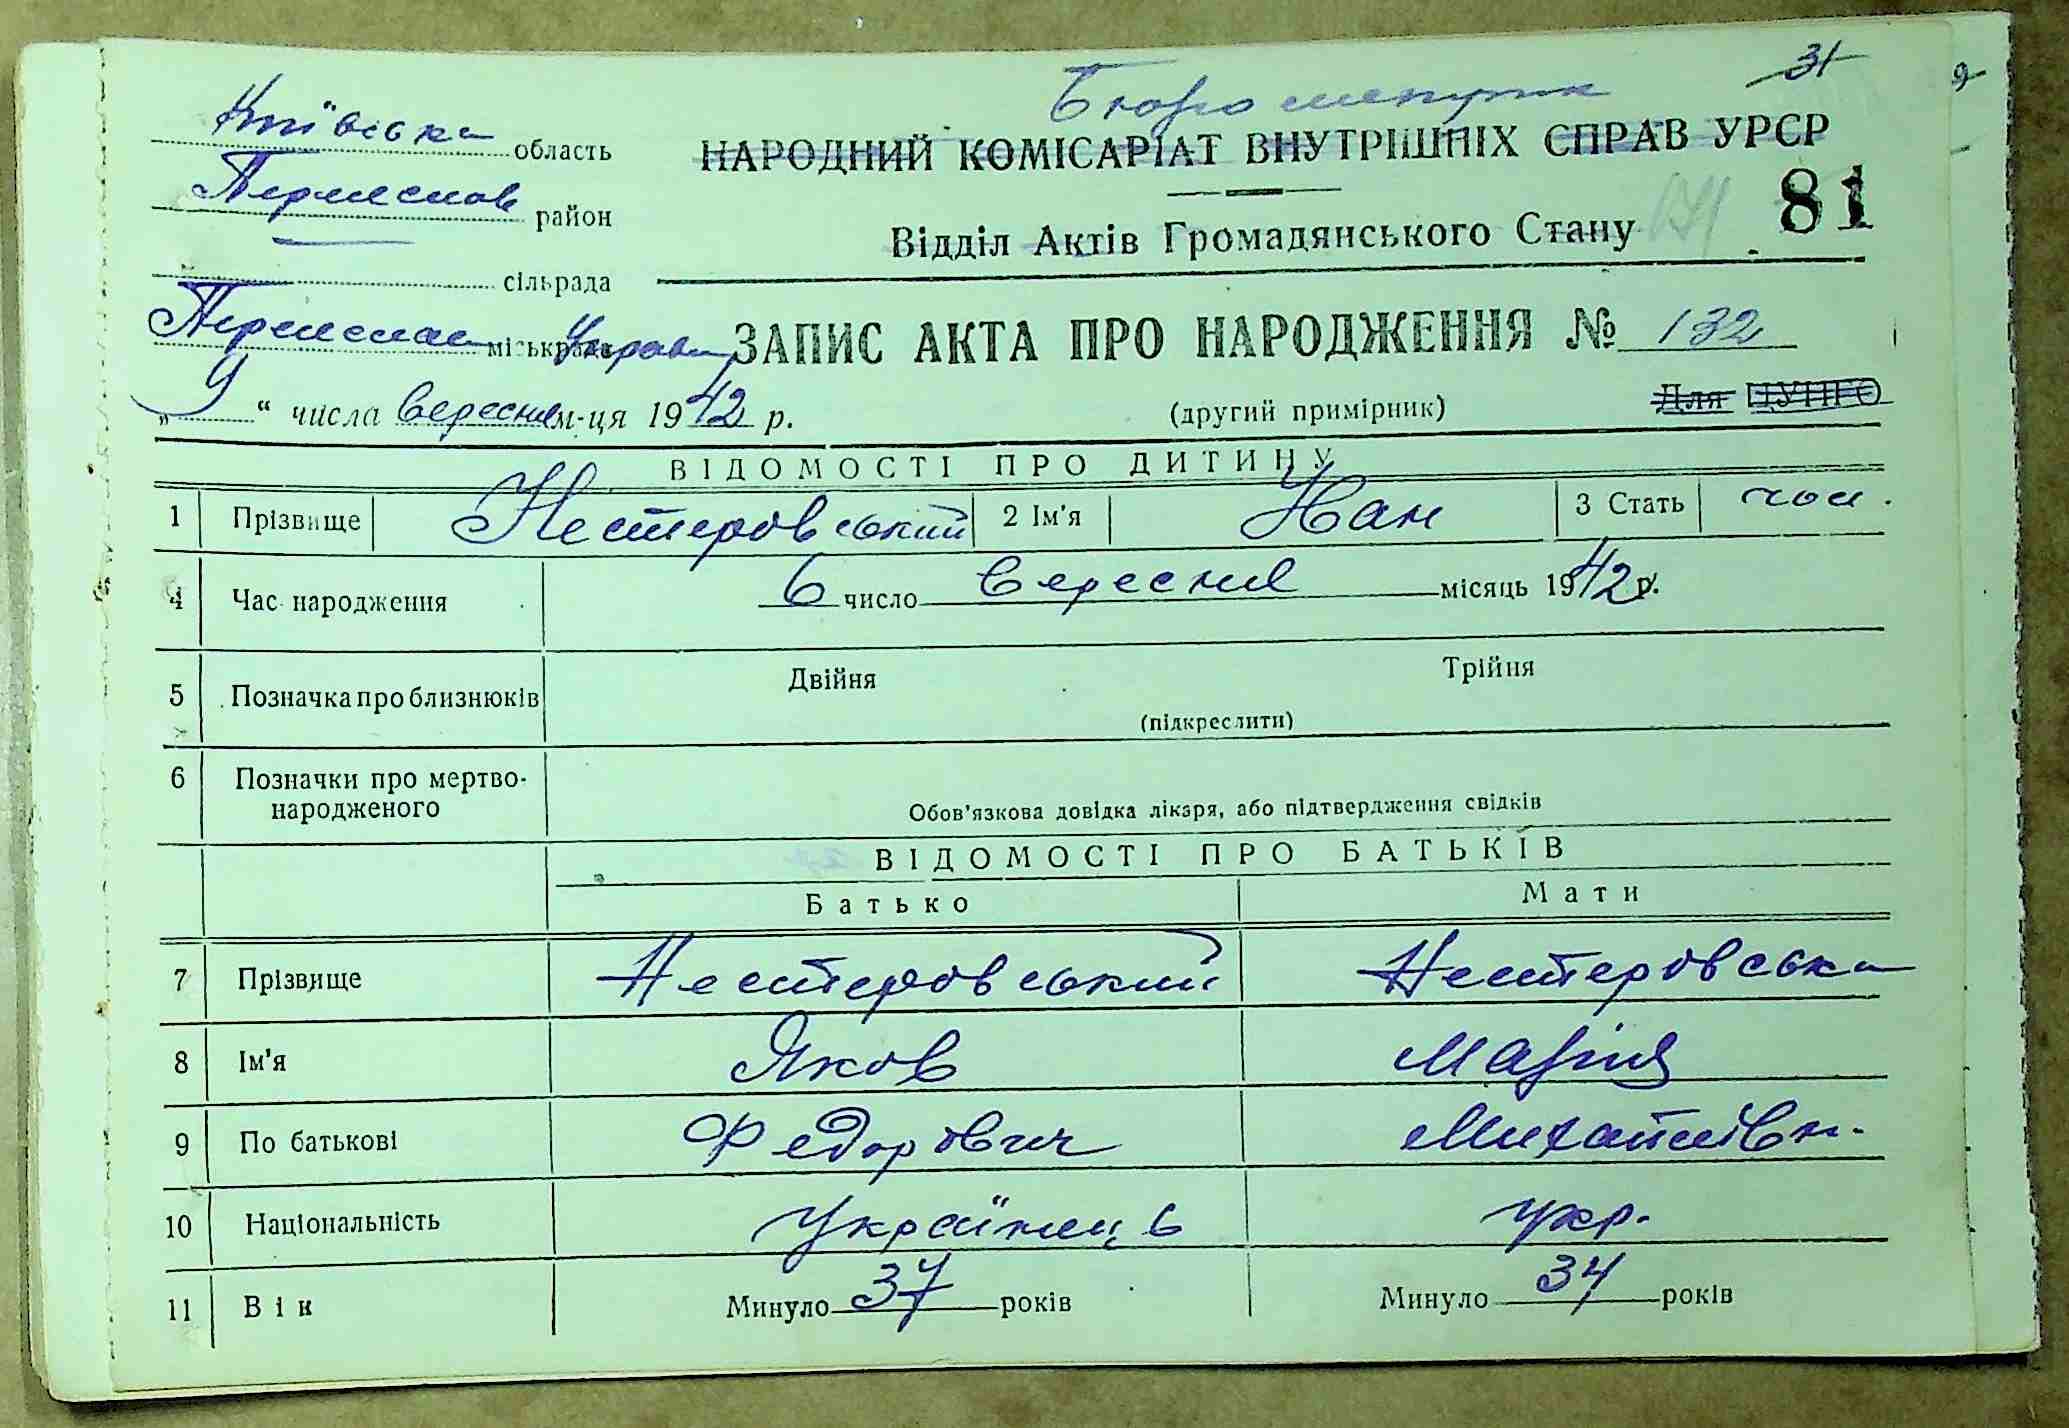 31
9
Бюро метрик
Київська область
НАРОДНИЙ КОМІСАРІАТ ВНУТРІШНІХ СПРАВ УРСР
район
81
Відділ Актів Громадянського Стану
сільрада
міськрада Управа
ЗАПИС АКТА ПРО НАРОДЖЕННЯ № 132
„9“ числа вересня м-ця 1942 р.
(другий примірник)
Для ЦУНГО
ВІДОМОСТІ ПРО ДИТИНУ
1 Прізвище Нестеровський 2 Ім'я Іван 3 Стать чол.
4 Час народження 6 число вересня місяць 1942 р.
5 Позначка про близнюків Двійня Трійня
(підкреслити)
6 Позначки про мертво-
народженого
Обов'язкова довідка лікаря, або підтвердження свідків
ВІДОМОСТІ ПРО БАТЬКІВ
Батько Мати
7 Прізвище Нестеровський Нестеровська
8 Ім'я Яков Марія
9 По батькові Федорович Михайлівн.
10 Національність Українець укр.
11 Вік Минуло 37 років Минуло 34 років